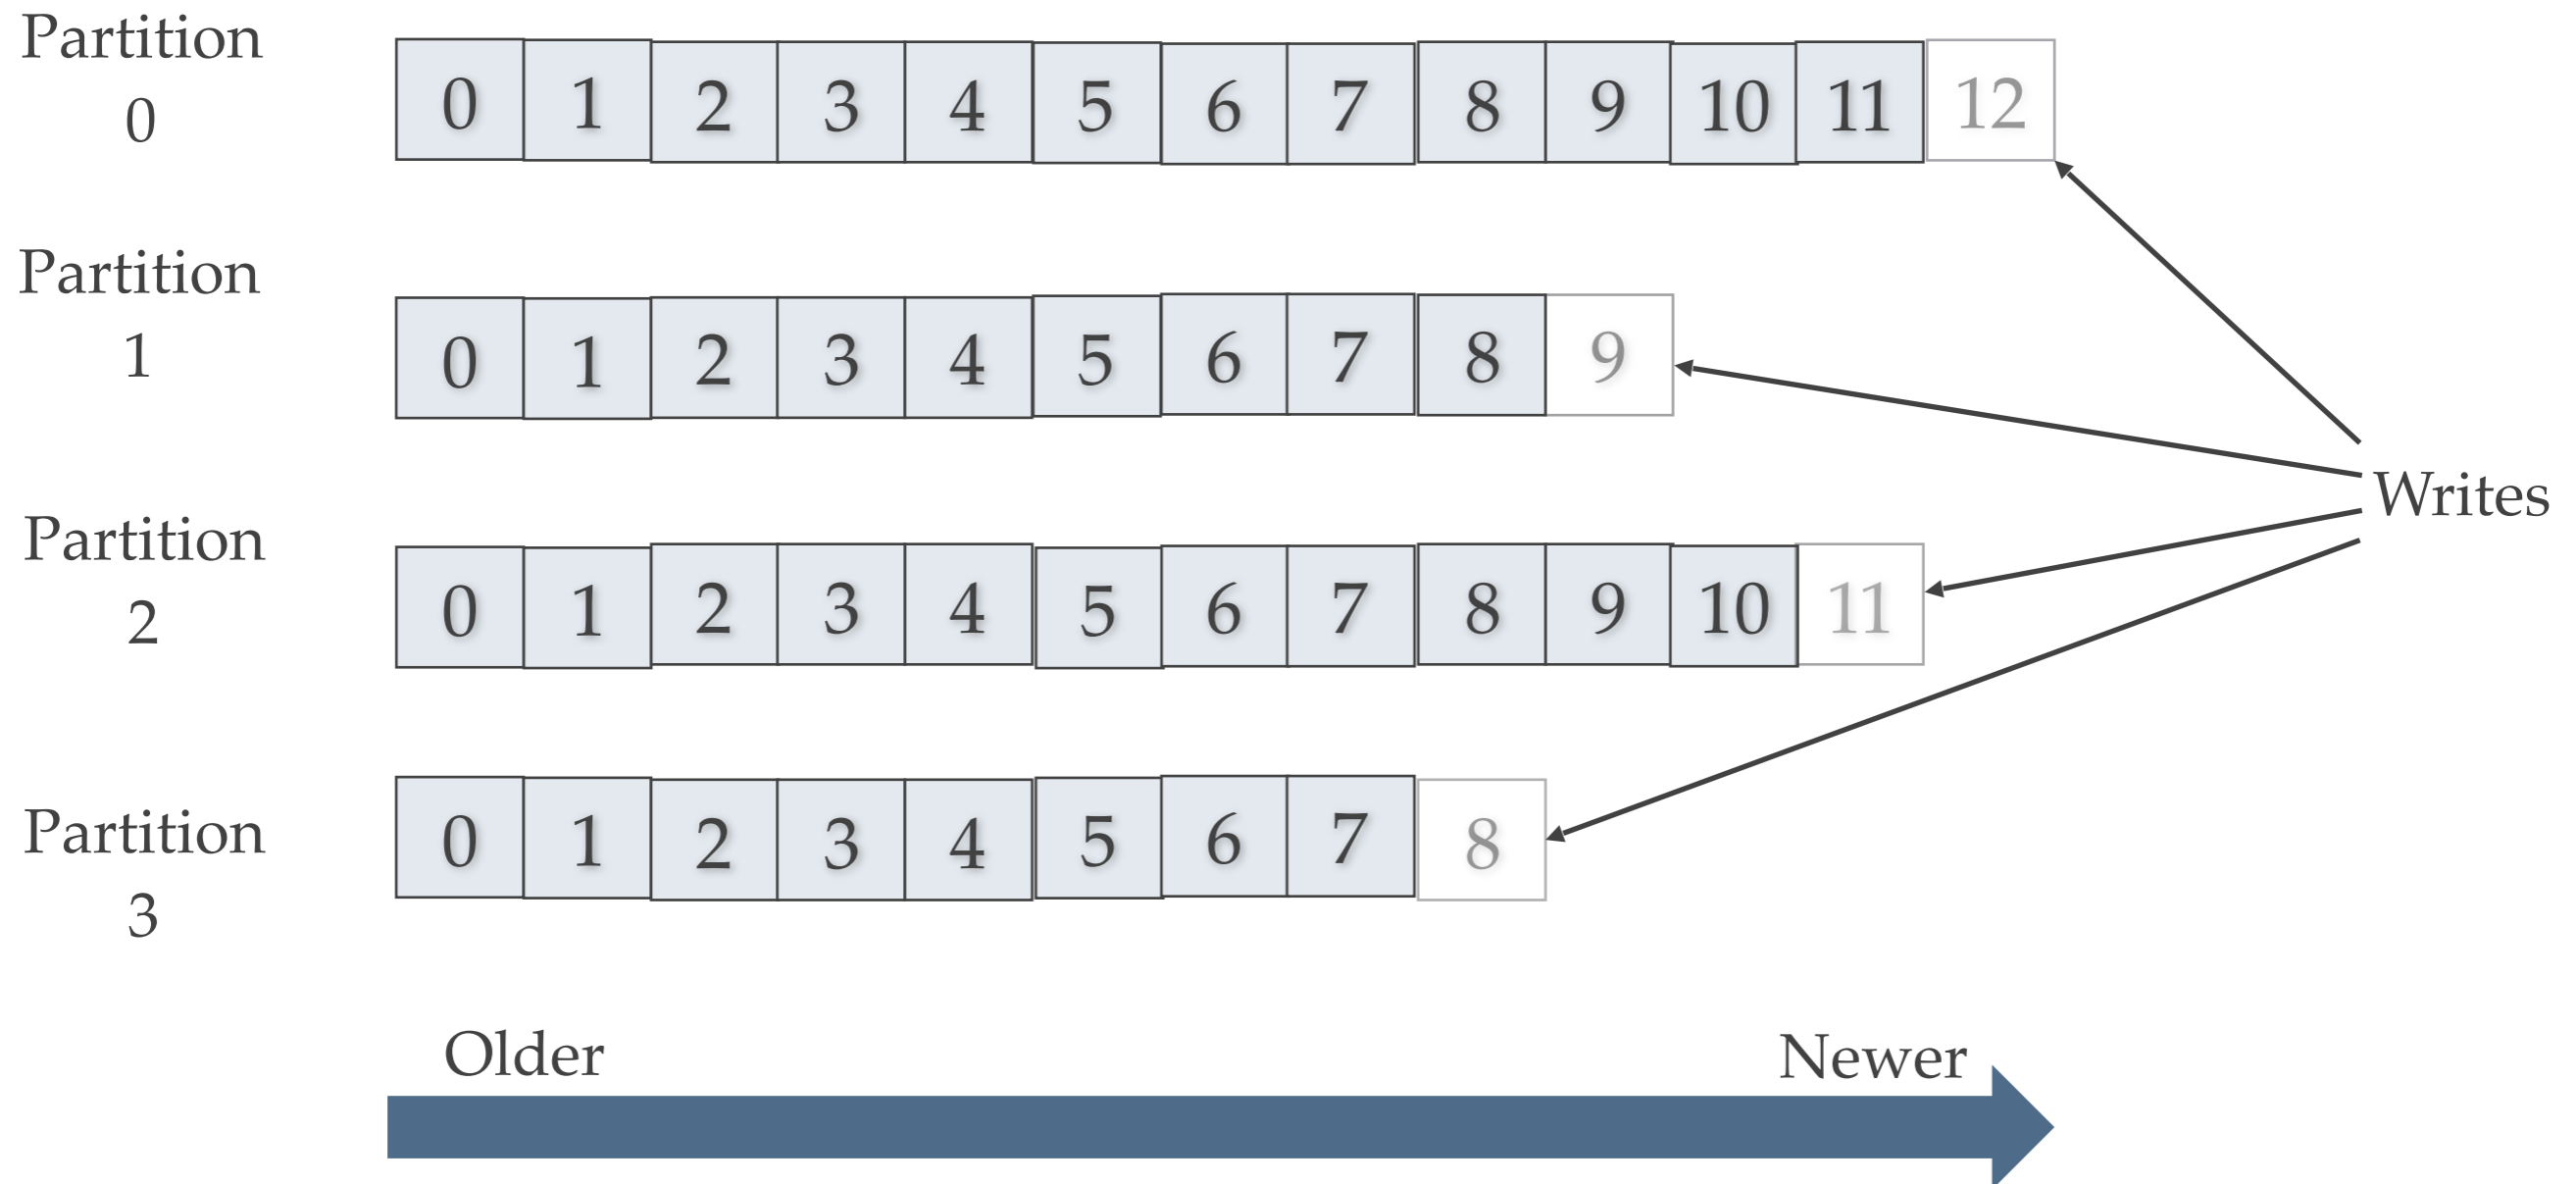 Partition
0
0 1 2 3 4 5 6 7 8 9 10 11 12
Partition
1
0 1 2 3 4 5 6 7 8 9
Writes
Partition
2
0 1 2 3 4 5 6 7 8 9 10 11
Partition
3
0 1 2 3 4 5 6 7 8
Older Newer